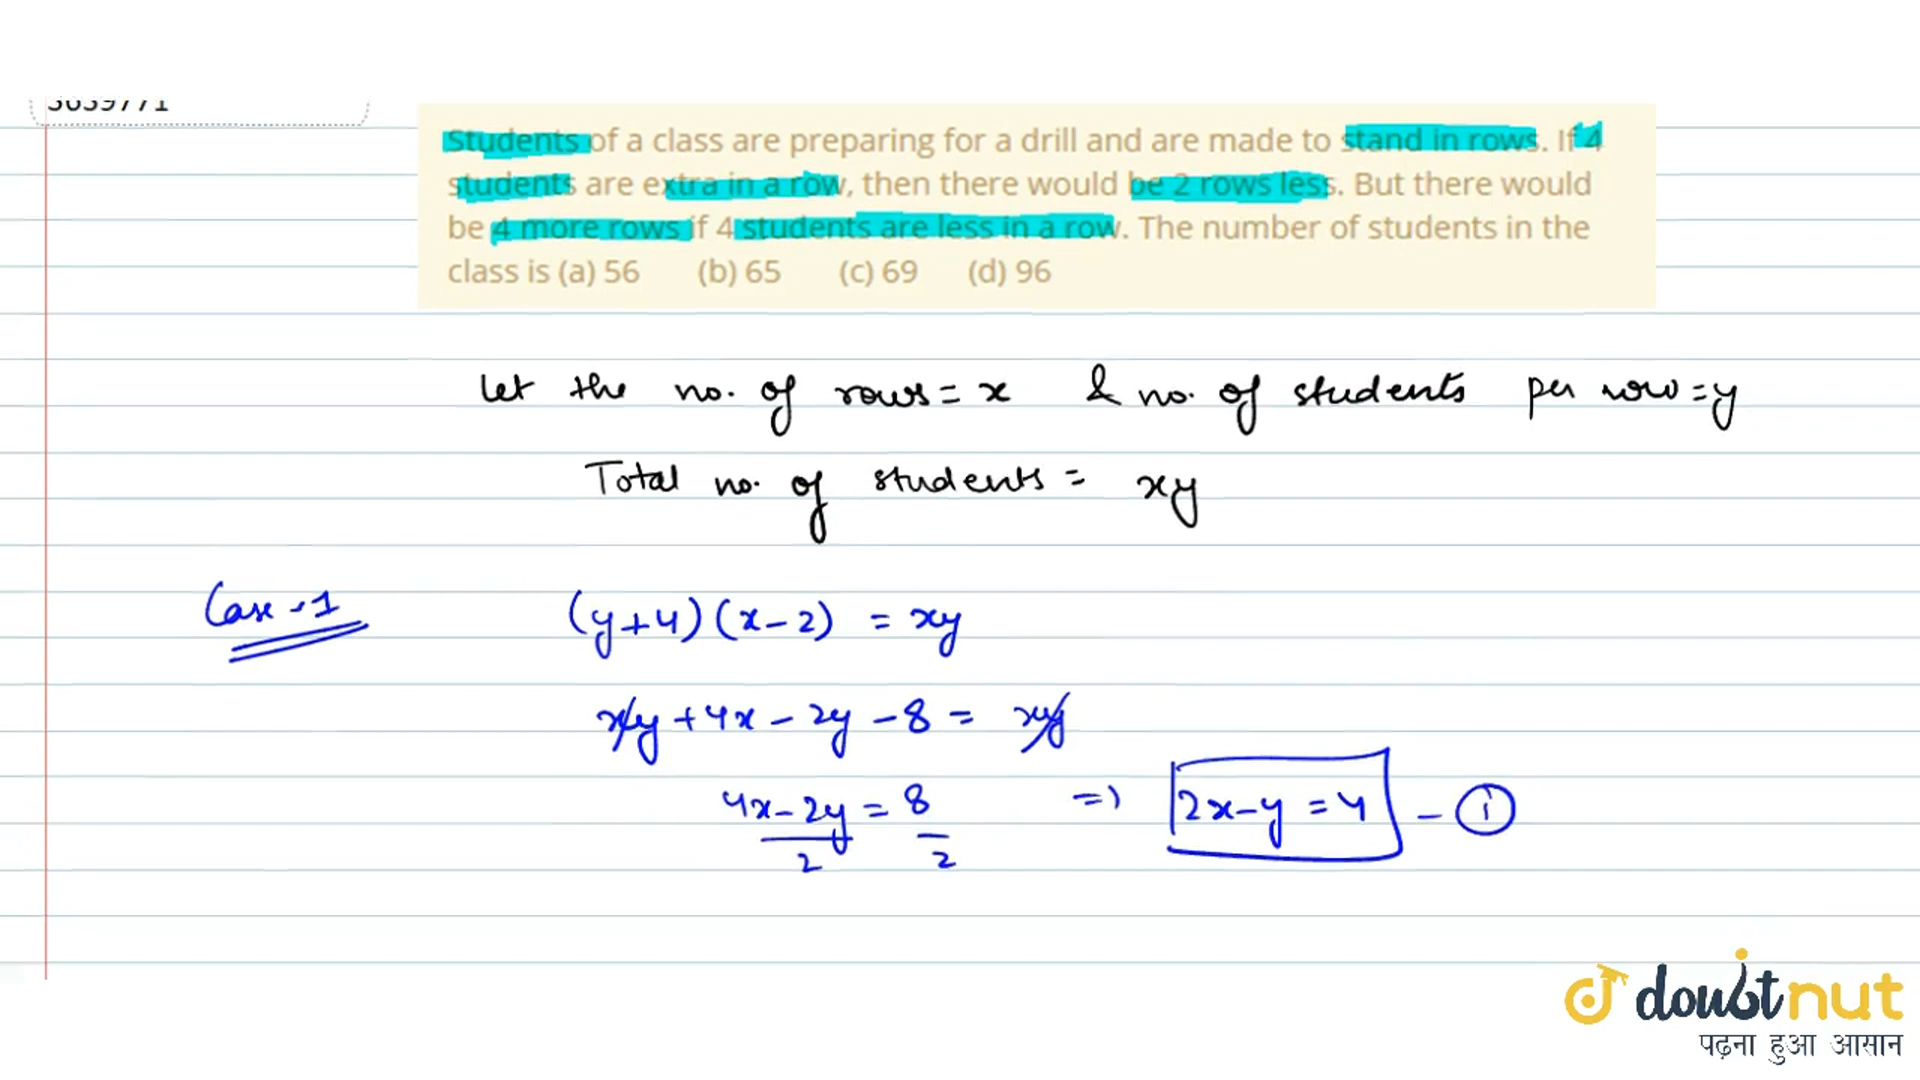 Students of a class are preparing for a drill and are made to stand in rows. If 4
students are extra in a row, then there would be 2 rows less. But there would
be 4 more rows if 4 students are less in a row. The number of students in the
class is (a) 56 (b) 65 (c) 69 (d) 96
Let the no. of rows = x & no. of students per row = y
Total no. of students = xy
Case-1 (y+4)(x-2) = xy
xy+4x-2y-8 = xy
4x-2y = 8 => 2x-y = 4 - ①
2 2
doubtnut
पढ़ना हुआ आसान